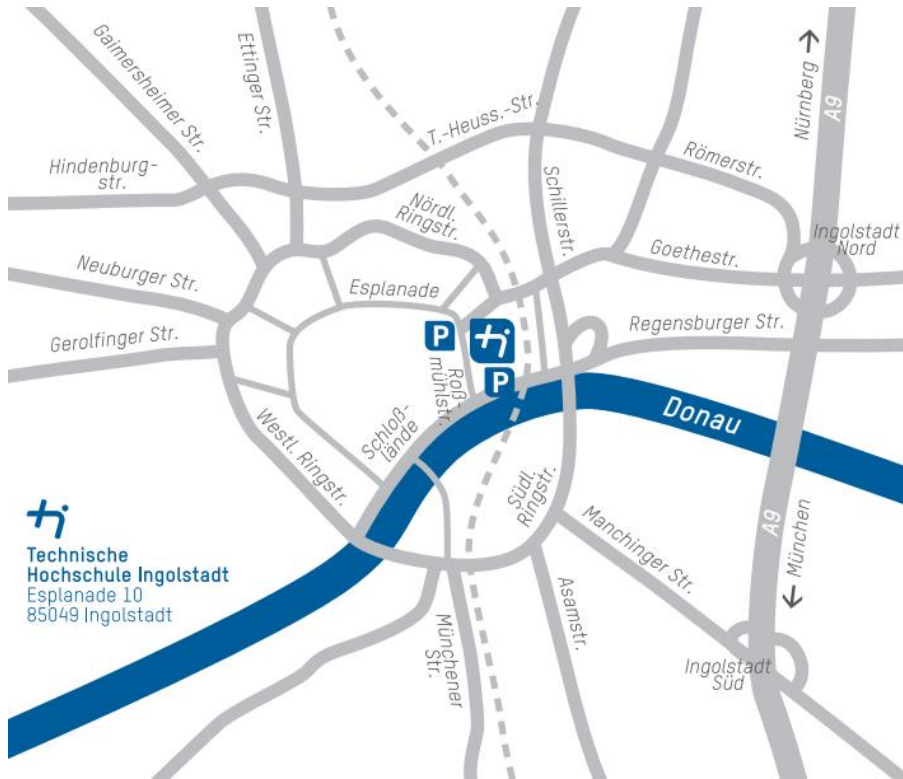 Gaimersheimer Str.
Ettinger Str.
Nürnberg
A9
T.-Heuss.-Str.
Hindenburg-
str.
Römerstr.
Schillerstr.
Nördl.
Ringstr.
Ingolstadt
Nord
Goethestr.
Neuburger Str.
Esplanade
Regensburger Str.
Gerolfinger Str.
P
P
Roß-
mühlstr.
Schloß-
lände
Donau
Westl. Ringstr.
Südl.
Ringstr.
Manchinger Str.
A9
München
Technische
Hochschule Ingolstadt
Esplanade 10
85049 Ingolstadt
Asamstr.
Münchener
Str.
Ingolstadt
Süd